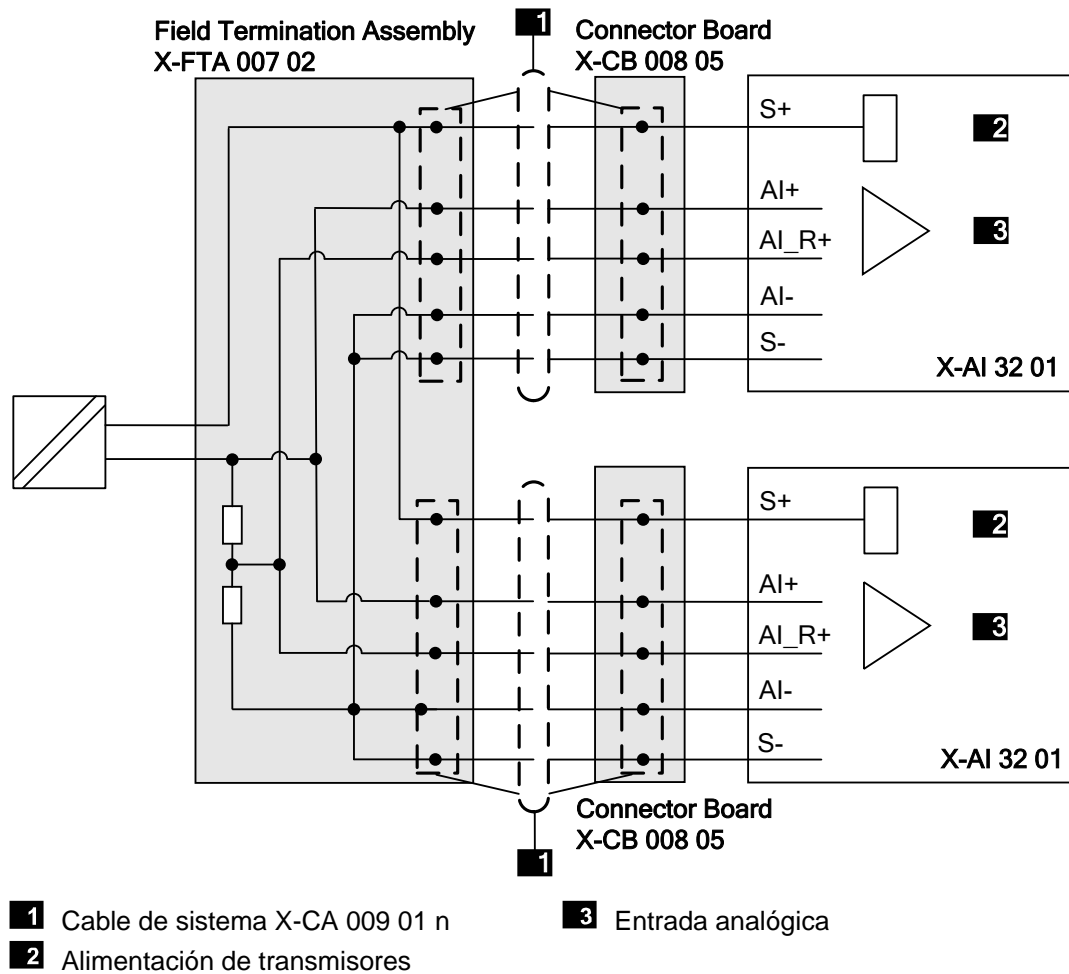 1
Field Termination Assembly
X-FTA 007 02
Connector Board
X-CB 008 05
S+
2
AI+
3
AI_R+
AI-
S-
X-AI 32 01
S+
2
AI+
3
AI_R+
AI-
S-
X-AI 32 01
Connector Board
X-CB 008 05
1
1 Cable de sistema X-CA 009 01 n
3 Entrada analógica
2 Alimentación de transmisores